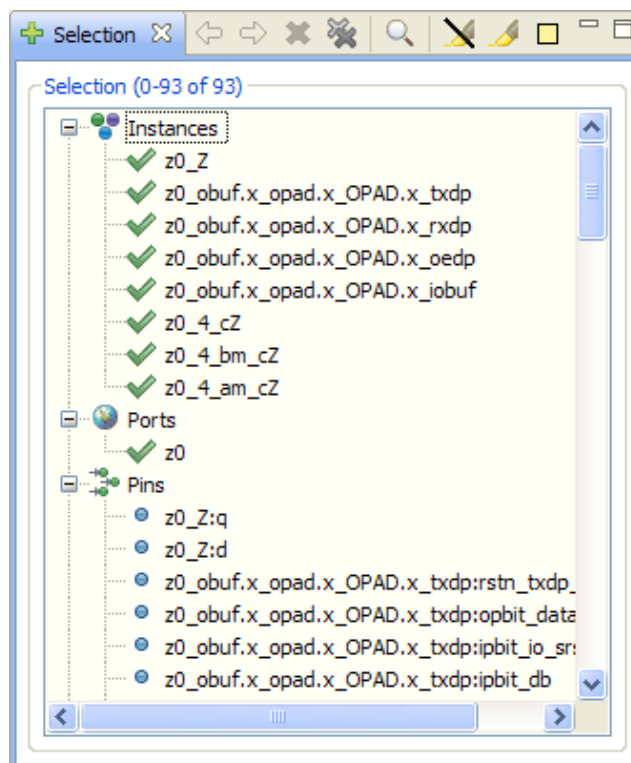 Selection
Selection (0-93 of 93)
Instances
z0_Z
z0_obuf.x_opad.x_OPAD.x_txdp
z0_obuf.x_opad.x_OPAD.x_rxdp
z0_obuf.x_opad.x_OPAD.x_oedp
z0_obuf.x_opad.x_OPAD.x_iobuf
z0_4_cZ
z0_4_bm_cZ
z0_4_am_cZ
Ports
z0
Pins
z0_Z:q
z0_Z:d
z0_obuf.x_opad.x_OPAD.x_txdp:rstn_txdp_
z0_obuf.x_opad.x_OPAD.x_txdp:opbit_data
z0_obuf.x_opad.x_OPAD.x_txdp:ipbit_io_srs
z0_obuf.x_opad.x_OPAD.x_txdp:ipbit_db